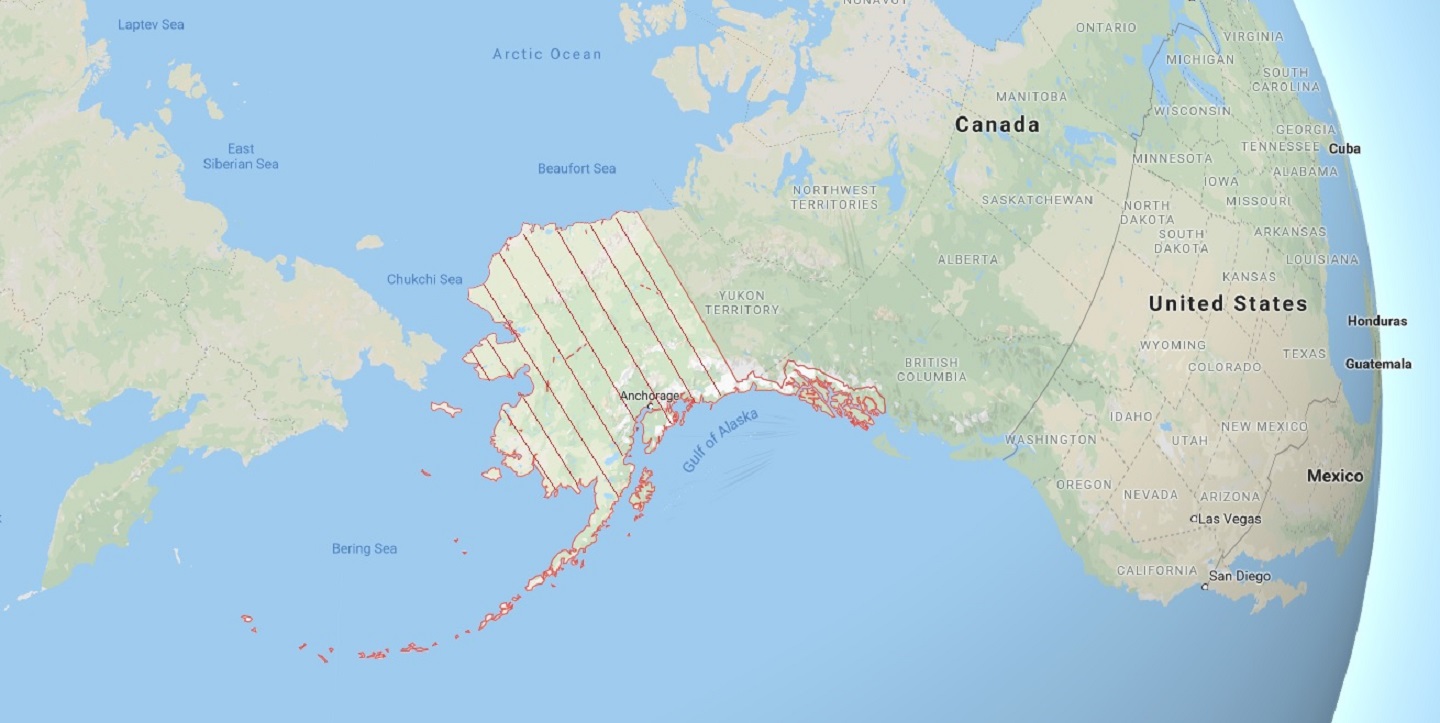 NUNAVUT
Laptev Sea
ONTARIO
VIRGINIA
Arctic Ocean
MICHIGAN
SOUTH
CAROLINA
MANITOBA
WISCONSIN
Canada
GEORGIA
TENNESSEE
Cuba
East
Siberian Sea
MINNESOTA
ALABAMA
Beaufort Sea
IOWA
NORTHWEST
TERRITORIES
SASKATCHEWAN
MISSOURI
NORTH
DAKOTA
SOUTH
DAKOTA
ARKANSAS
ALBERTA
LOUISIANA
Chukchi Sea
KANSAS
YUKON
TERRITORY
United States
Honduras
WYOMING
TEXAS
BRITISH
COLUMBIA
COLORADO
Guatemala
Anchorage
IDAHO
Gulf of Alaska
NEW MEXICO
WASHINGTON
UTAH
OREGON
Mexico
NEVADA
ARIZONA
Las Vegas
Bering Sea
CALIFORNIA
San Diego